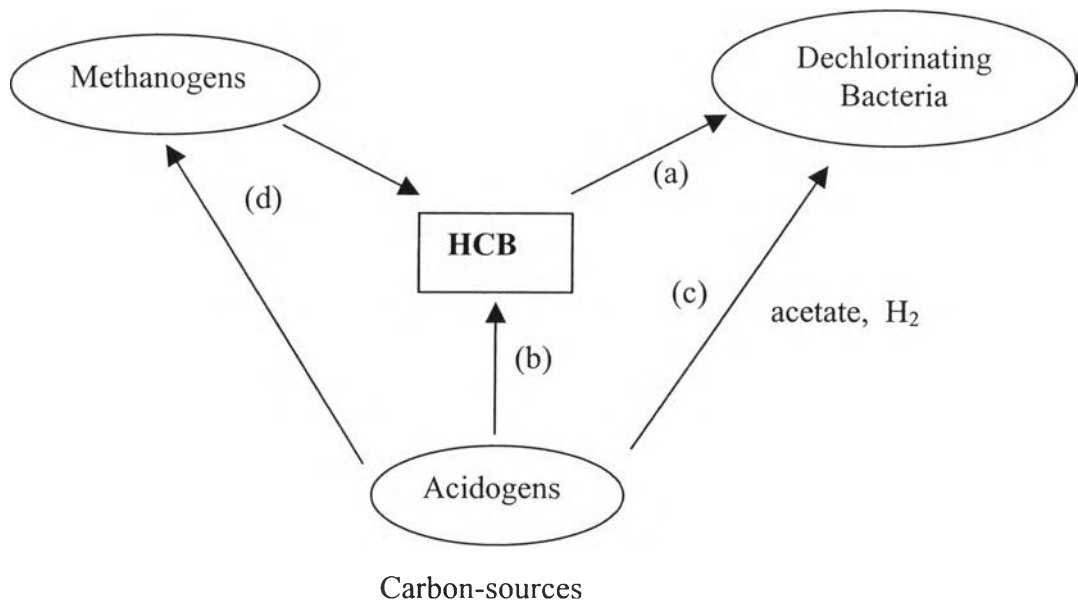 Methanogens
Dechlorinating
Bacteria
(a)
(d)
HCB
(c)
acetate, H₂
(b)
Acidogens
Carbon-sources